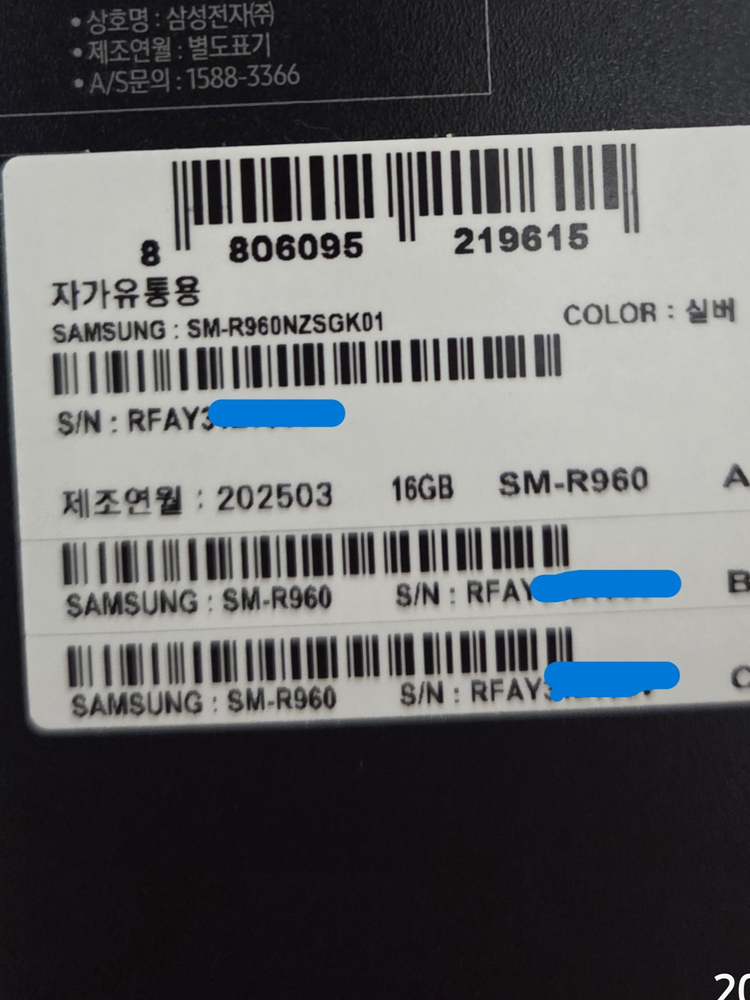 • 상호명 : 삼성전자㈜
• 제조연월 : 별도표기
• A/S문의 : 1588-3366
8 806095 219615
자가유통용
SAMSUNG : SM-R960NZSGK01
COLOR : 실버
S/N : RFAY3
제조연월 : 202503 16GB SM-R960 A
SAMSUNG : SM-R960 S/N : RFAY B
SAMSUNG : SM-R960 S/N : RFAY3 C
20